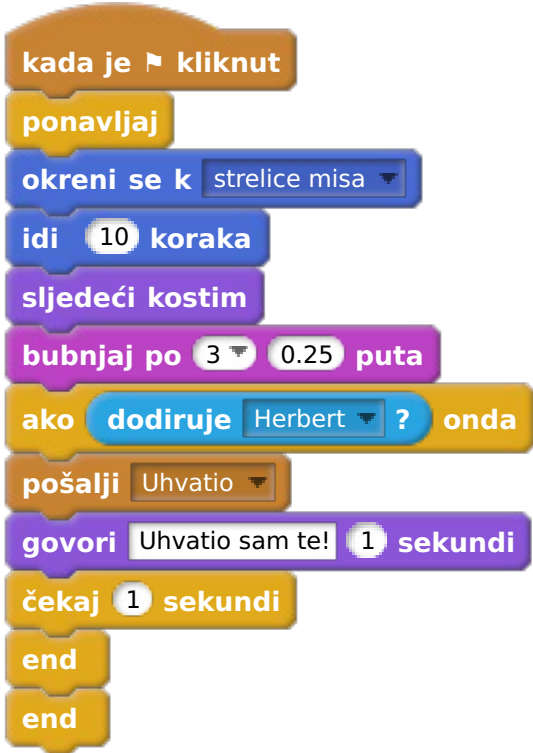 kada je ⚑ kliknut
ponavljaj
okreni se k strelice misa
idi 10 koraka
sljedeći kostim
bubnjaj po 3 0.25 puta
ako dodiruje Herbert ? onda
pošalji Uhvatio
govori Uhvatio sam te! 1 sekundi
čekaj 1 sekundi
end
end